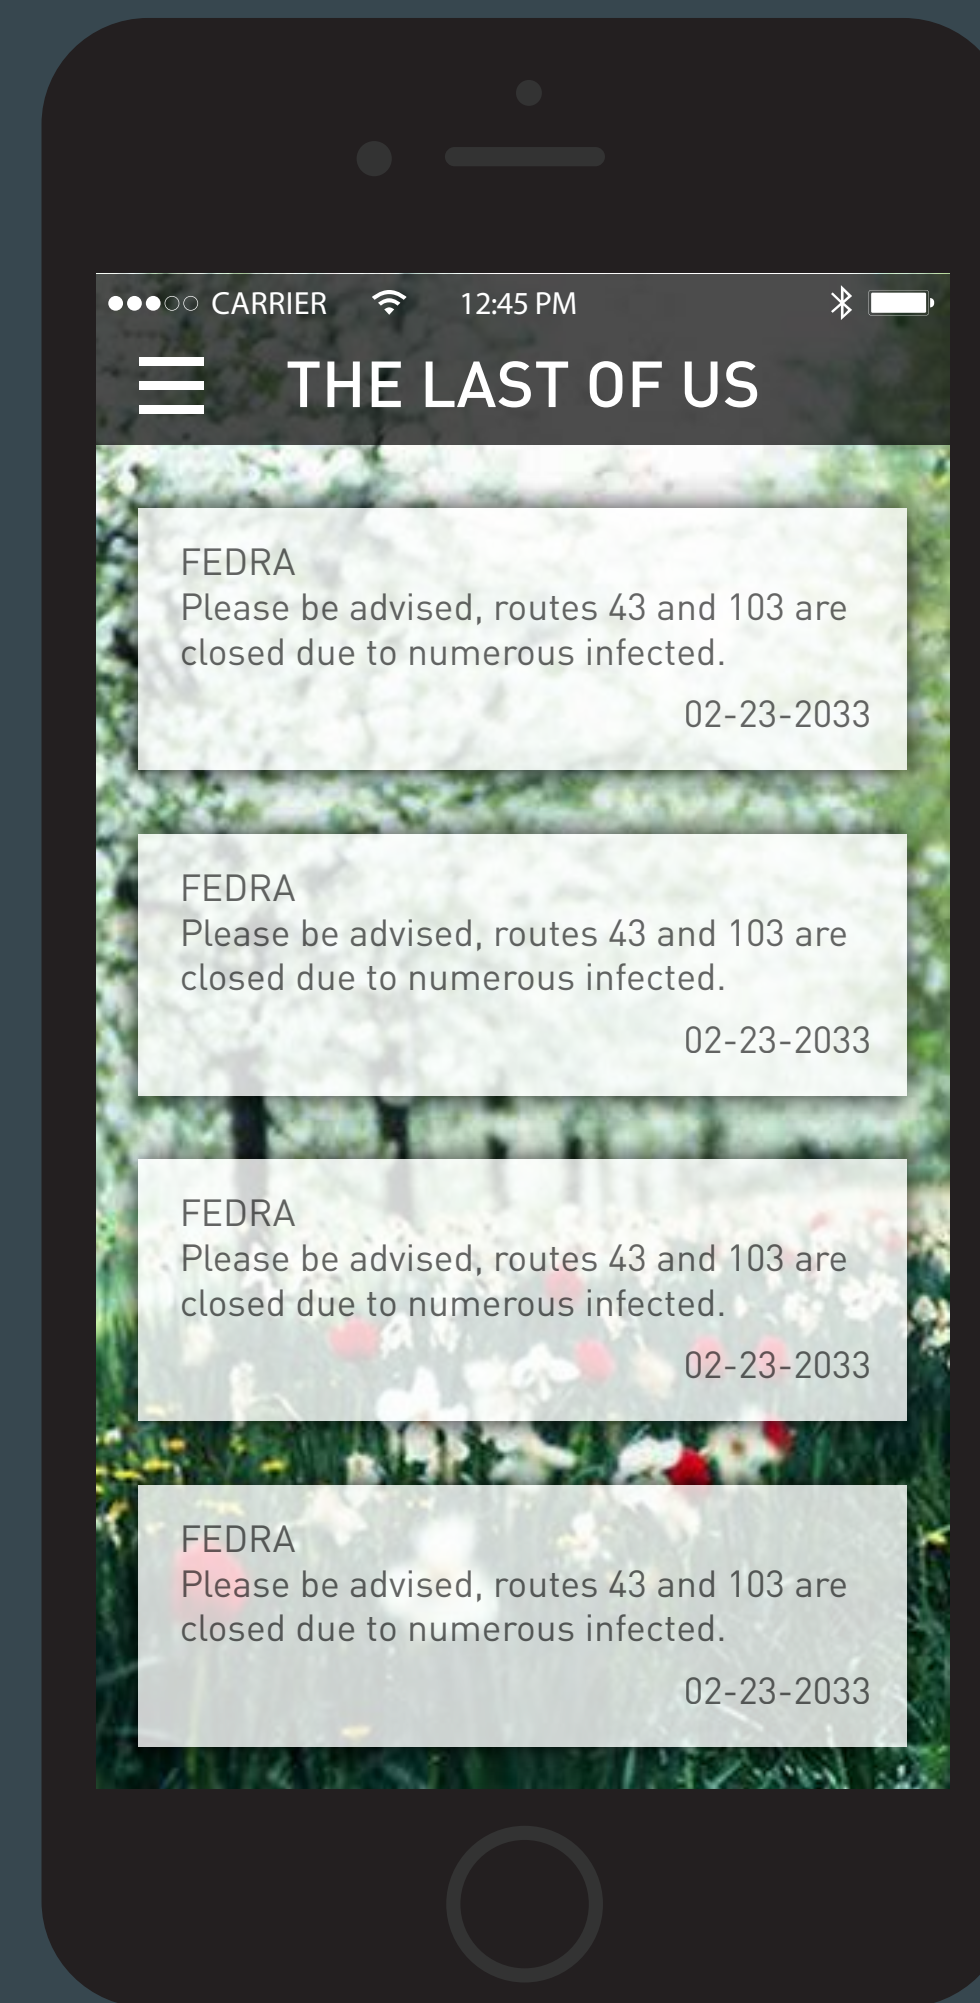 CARRIER 12:45 PM
THE LAST OF US
FEDRA
Please be advised, routes 43 and 103 are
closed due to numerous infected.
02-23-2033
FEDRA
Please be advised, routes 43 and 103 are
closed due to numerous infected.
02-23-2033
FEDRA
Please be advised, routes 43 and 103 are
closed due to numerous infected.
02-23-2033
FEDRA
Please be advised, routes 43 and 103 are
closed due to numerous infected.
02-23-2033